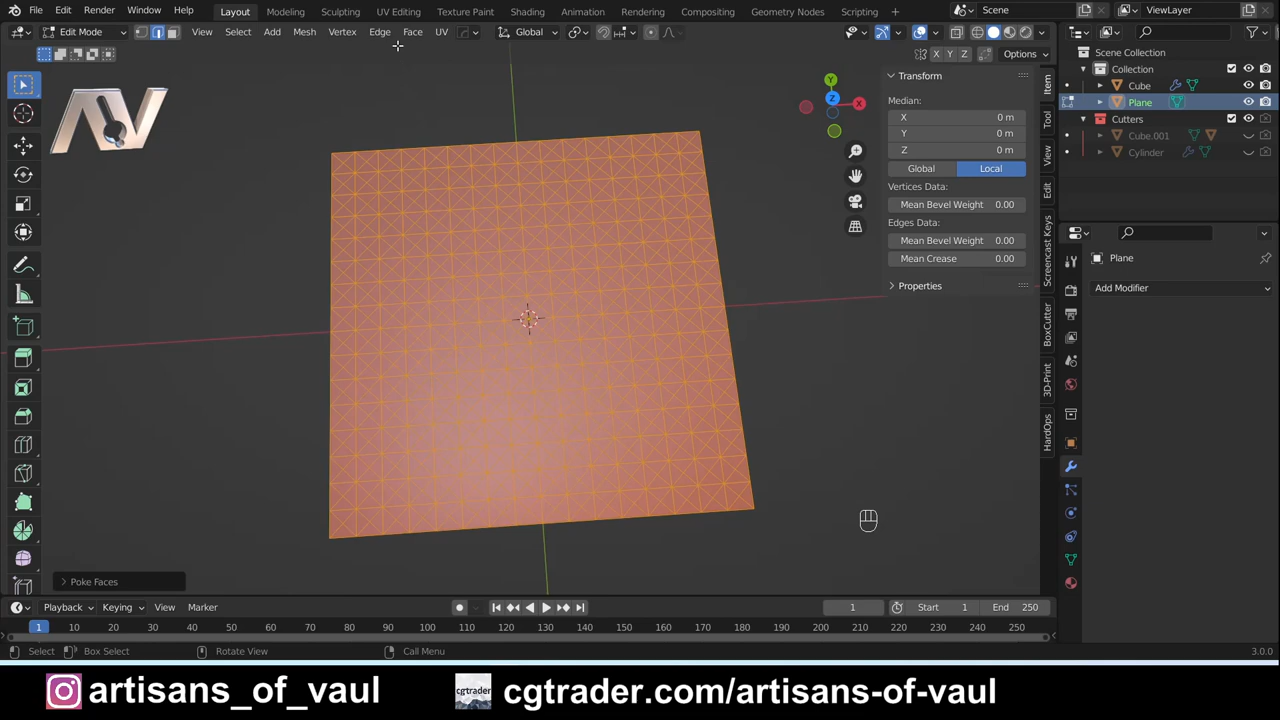 File Edit Render Window Help Layout Modeling Sculpting UV Editing Texture Paint Shading Animation Rendering Compositing Geometry Nodes Scripting Scene ViewLayer
Edit Mode View Select Add Mesh Vertex Edge Face UV Global
X Y Z Options
Scene Collection
Collection
Cube
Plane
Cutters
Cube.001
Cylinder
Transform
Median:
X 0 m
Y 0 m
Z 0 m
Global Local
Vertices Data:
Mean Bevel Weight 0.00
Edges Data:
Mean Bevel Weight 0.00
Mean Crease 0.00
Properties
Item
Tool
View
Edit
Screencast Keys
BoxCutter
3D-Print
HardOps
Plane
Add Modifier
Y
Z
X
AV
Poke Faces
Playback Keying View Marker 1 Start 1 End 250
1 10 20 30 40 50 60 70 80 90 100 110 120 130 140 150 160 170 180 190 200 210 220 230 240 250
Select Box Select Rotate View Call Menu 3.0.0
artisans_of_vaul cgtrader cgtrader.com/artisans-of-vaul